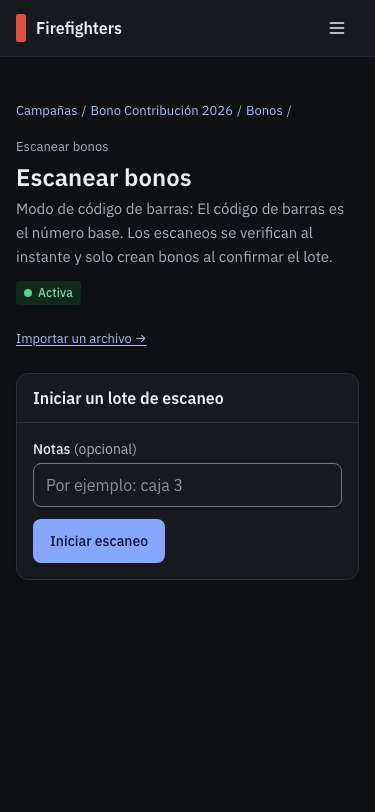 Firefighters
Campañas / Bono Contribución 2026 / Bonos /
Escanear bonos
Escanear bonos
Modo de código de barras: El código de barras es
el número base. Los escaneos se verifican al
instante y solo crean bonos al confirmar el lote.
Activa
Importar un archivo →
Iniciar un lote de escaneo
Notas (opcional)
Por ejemplo: caja 3
Iniciar escaneo